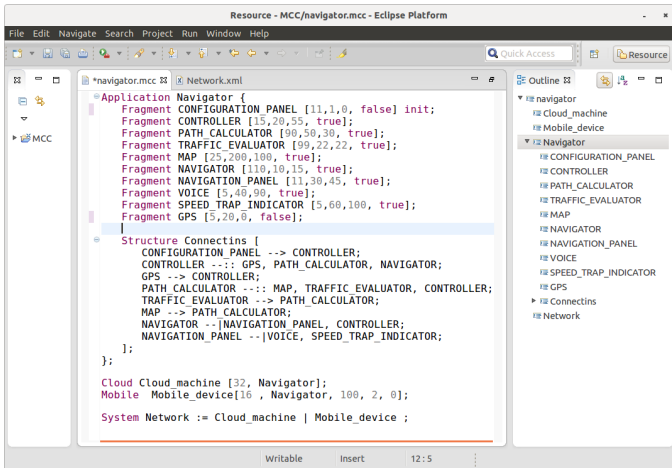 Resource - MCC/navigator.mcc - Eclipse Platform
File Edit Navigate Search Project Run Window Help
Quick Access
Resource
MCC
*navigator.mcc
Network.xml
Application Navigator {
Fragment CONFIGURATION_PANEL [11,1,0, false] init;
Fragment CONTROLLER [15,20,55, true];
Fragment PATH_CALCULATOR [90,50,30, true];
Fragment TRAFFIC_EVALUATOR [99,22,22, true];
Fragment MAP [25,200,100, true];
Fragment NAVIGATOR [110,10,15, true];
Fragment NAVIGATION_PANEL [11,30,45, true];
Fragment VOICE [5,40,90, true];
Fragment SPEED_TRAP_INDICATOR [5,60,100, true];
Fragment GPS [5,20,0, false];
Structure Connectins [
CONFIGURATION_PANEL --> CONTROLLER;
CONTROLLER --:: GPS, PATH_CALCULATOR, NAVIGATOR;
GPS --> CONTROLLER;
PATH_CALCULATOR --:: MAP, TRAFFIC_EVALUATOR, CONTROLLER;
TRAFFIC_EVALUATOR --> PATH_CALCULATOR;
MAP --> PATH_CALCULATOR;
NAVIGATOR --|NAVIGATION_PANEL, CONTROLLER;
NAVIGATION_PANEL --|VOICE, SPEED_TRAP_INDICATOR;
];
};
Cloud Cloud_machine [32, Navigator];
Mobile Mobile_device[16 , Navigator, 100, 2, 0];
System Network := Cloud_machine | Mobile_device ;
Outline
navigator
Cloud_machine
Mobile_device
Navigator
CONFIGURATION_PANEL
CONTROLLER
PATH_CALCULATOR
TRAFFIC_EVALUATOR
MAP
NAVIGATOR
NAVIGATION_PANEL
VOICE
SPEED_TRAP_INDICATOR
GPS
Connectins
Network
Writable
Insert
12 : 5